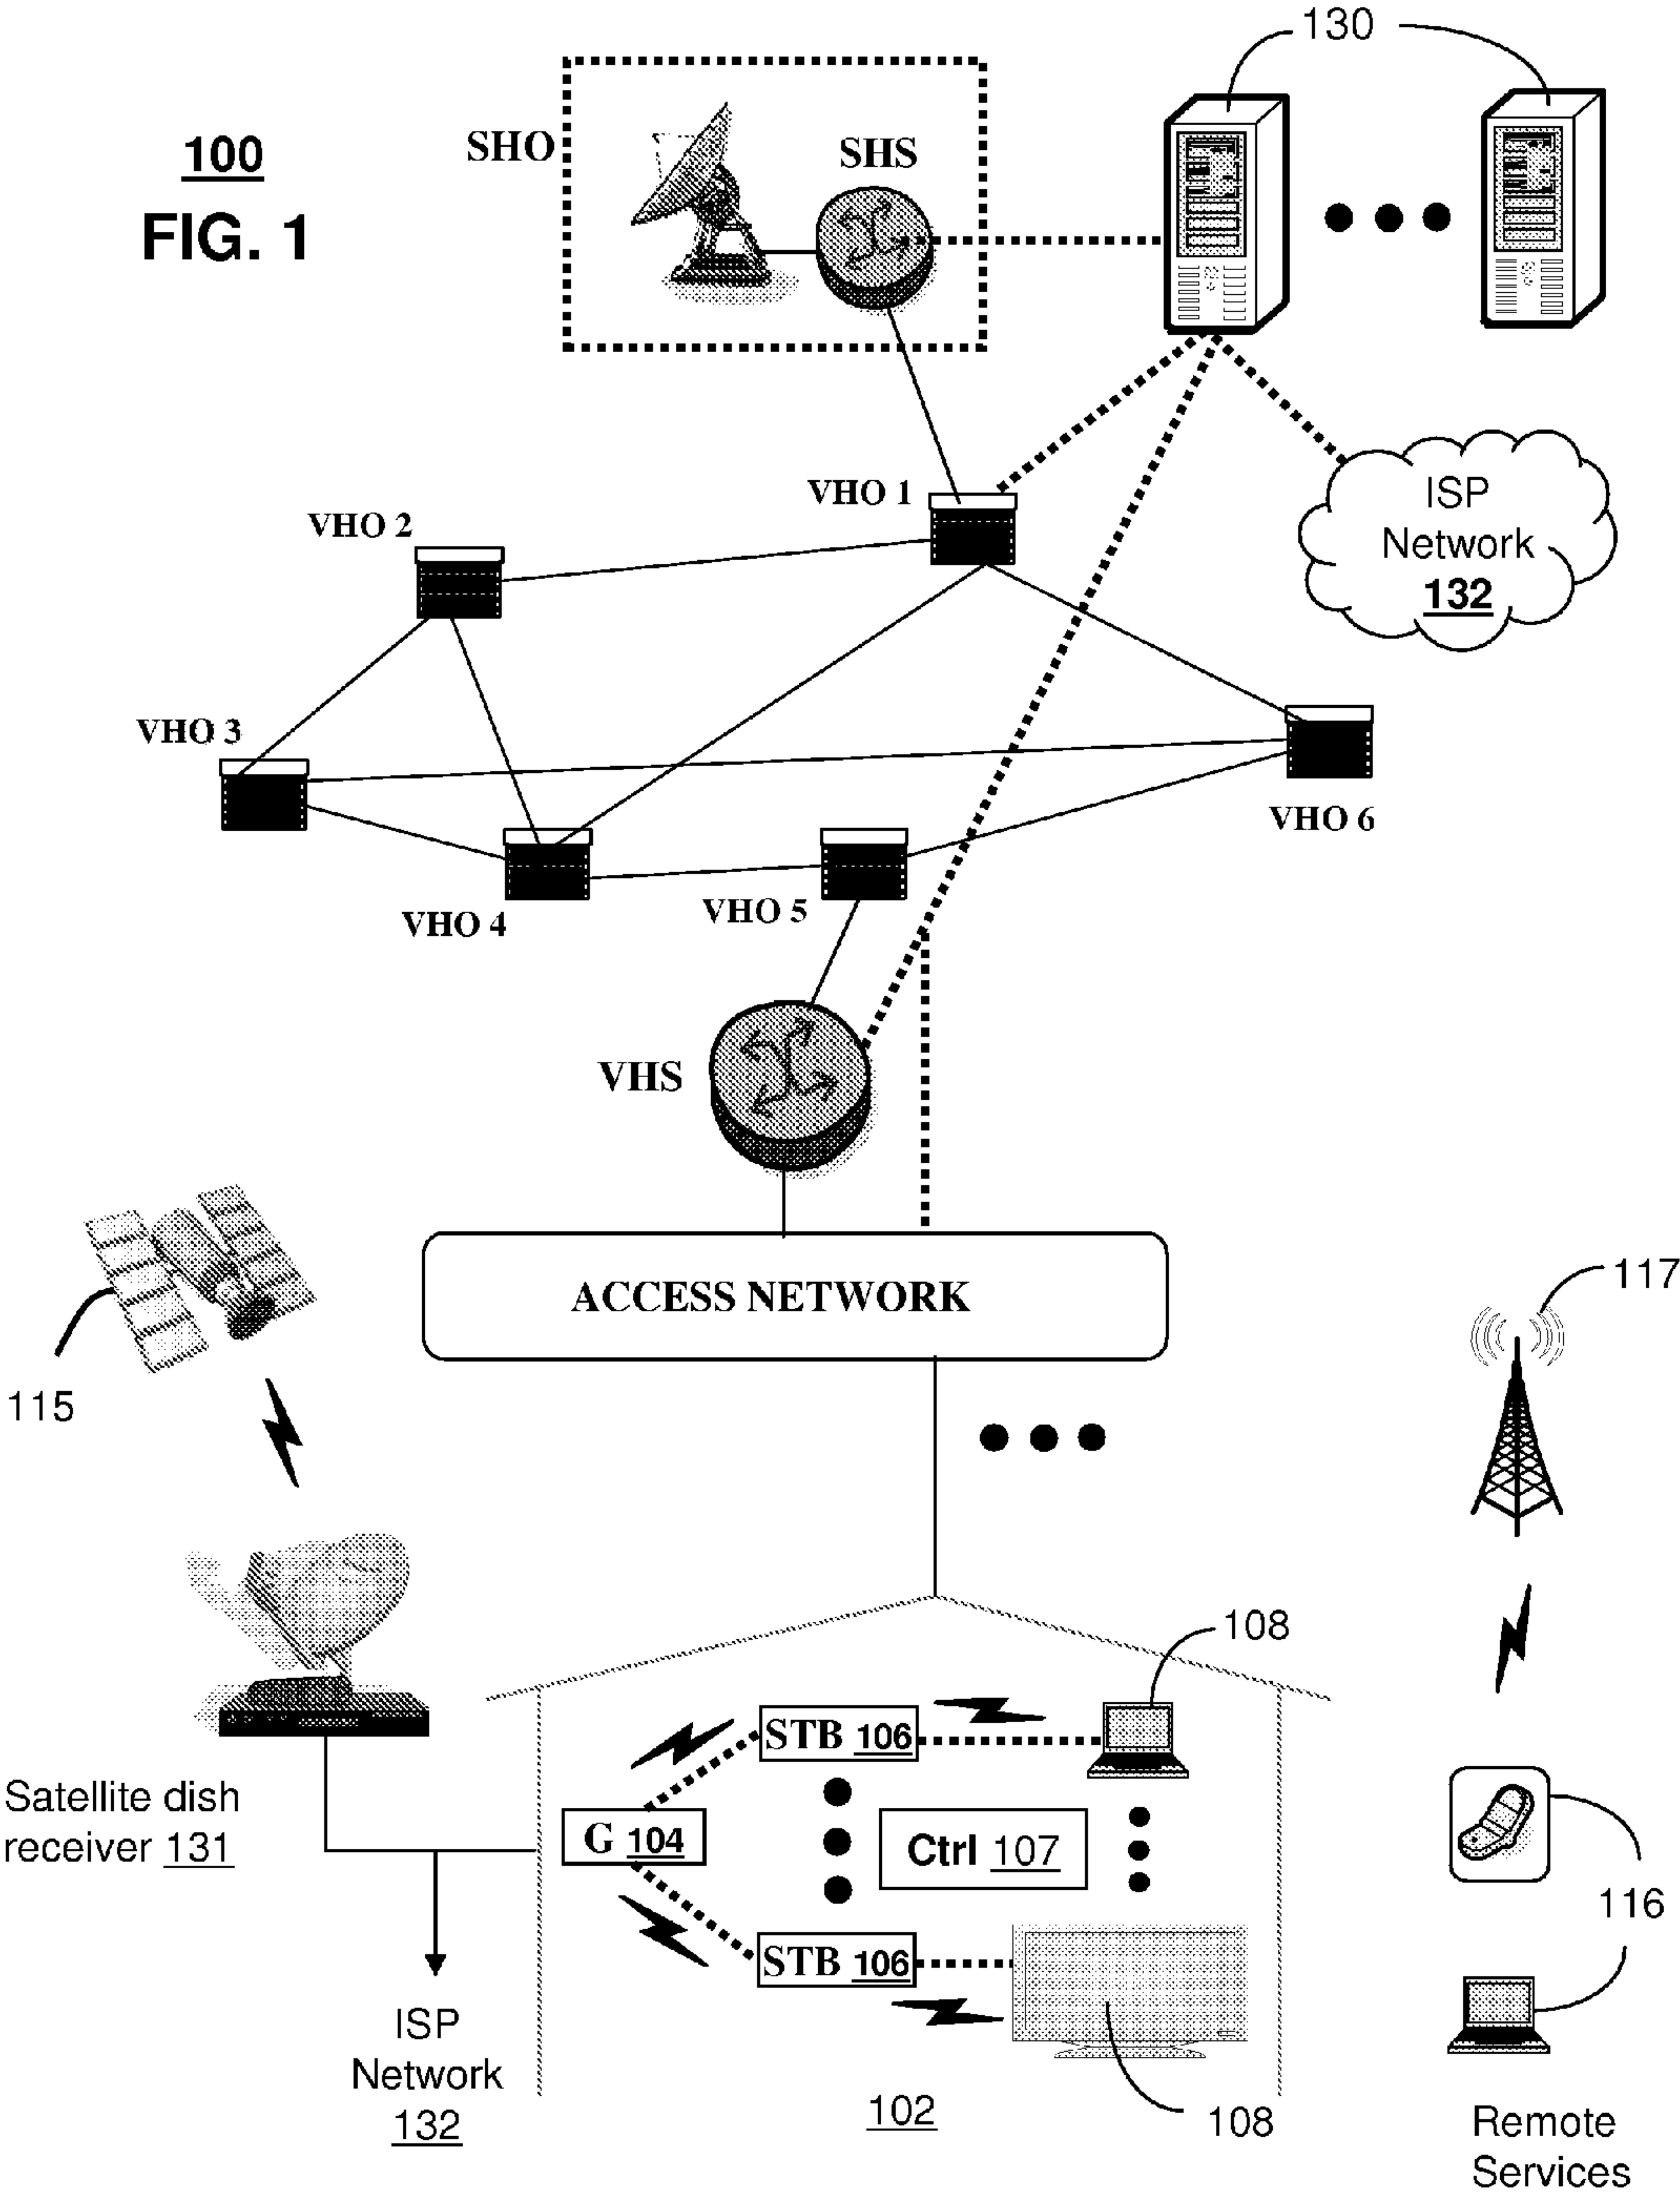 130
100
FIG. 1
SHO
SHS
ISP
Network
132
VHO 1
VHO 2
VHO 3
VHO 6
VHO 4
VHO 5
VHS
ACCESS NETWORK
117
115
108
STB 106
Satellite dish
receiver 131
G 104
Ctrl 107
116
STB 106
ISP
Network
132
102
108
Remote
Services